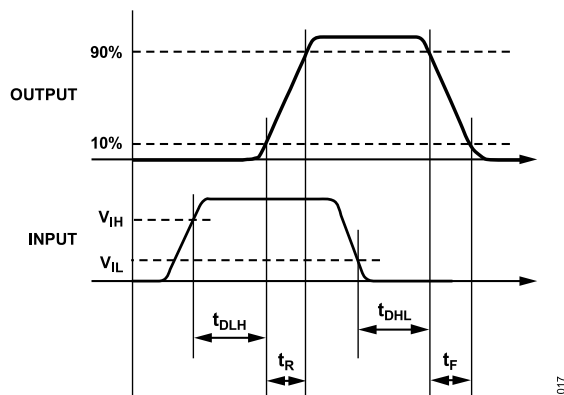 90%
OUTPUT
10%
VIH
INPUT
VIL
tDLH
tDHL
tR
tF
017